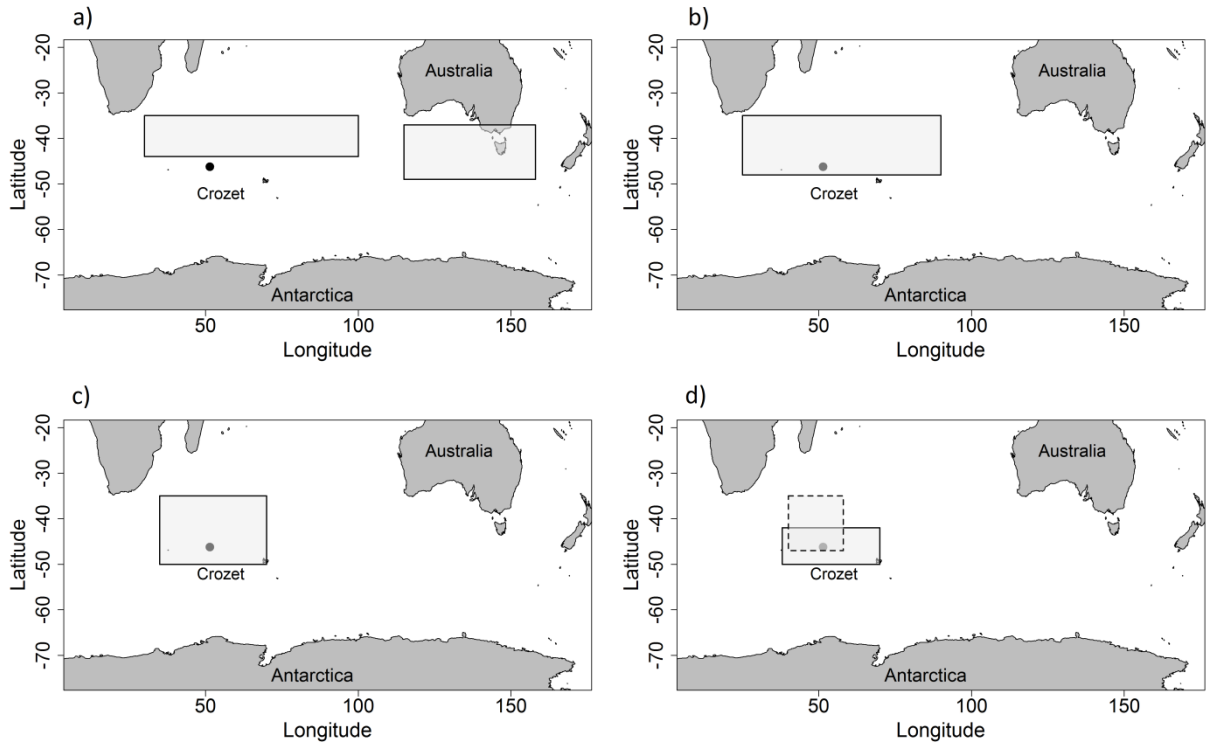 a)
-20
-30
-40
-50
-60
-70
Latitude
Australia
Crozet
Antarctica
50
100
150
Longitude
b)
-20
-30
-40
-50
-60
-70
Latitude
Australia
Crozet
Antarctica
50
100
150
Longitude
c)
-20
-30
-40
-50
-60
-70
Latitude
Australia
Crozet
Antarctica
50
100
150
Longitude
d)
-20
-30
-40
-50
-60
-70
Latitude
Australia
Crozet
Antarctica
50
100
150
Longitude